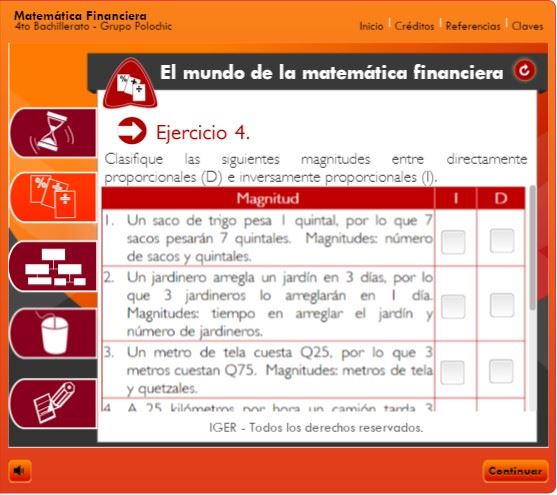 Matemática Financiera
4to Bachillerato - Grupo Polochic
Inicio | Créditos | Referencias | Claves
El mundo de la matemática financiera
Ejercicio 4.
Clasifique las siguientes magnitudes entre directamente
proporcionales (D) e inversamente proporcionales (I).
Magnitud I D
1. Un saco de trigo pesa 1 quintal, por lo que 7
sacos pesarán 7 quintales. Magnitudes: número
de sacos y quintales.
2. Un jardinero arregla un jardín en 3 días, por lo
que 3 jardineros lo arreglarán en 1 día.
Magnitudes: tiempo en arreglar el jardín y
número de jardineros.
3. Un metro de tela cuesta Q25, por lo que 3
metros cuestan Q75. Magnitudes: metros de tela
y quetzales.
4. A 25 kilómetros por hora un camión tarda 3
IGER - Todos los derechos reservados.
Continuar